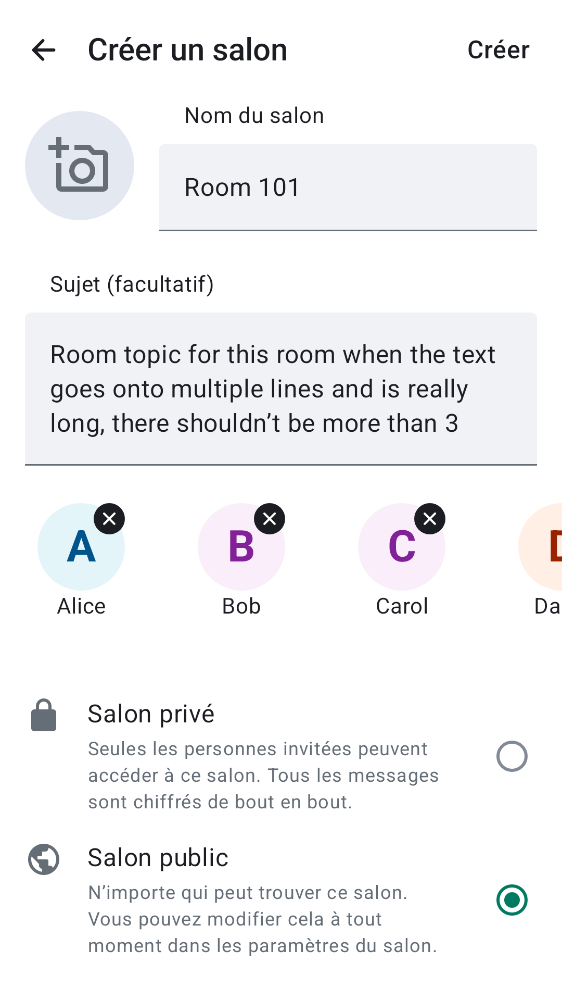 Créer un salon
Créer
Nom du salon
Room 101
Sujet (facultatif)
Room topic for this room when the text
goes onto multiple lines and is really
long, there shouldn’t be more than 3
A
B
C
Alice
Bob
Carol
Salon privé
Seules les personnes invitées peuvent
accéder à ce salon. Tous les messages
sont chiffrés de bout en bout.
Salon public
N’importe qui peut trouver ce salon.
Vous pouvez modifier cela à tout
moment dans les paramètres du salon.